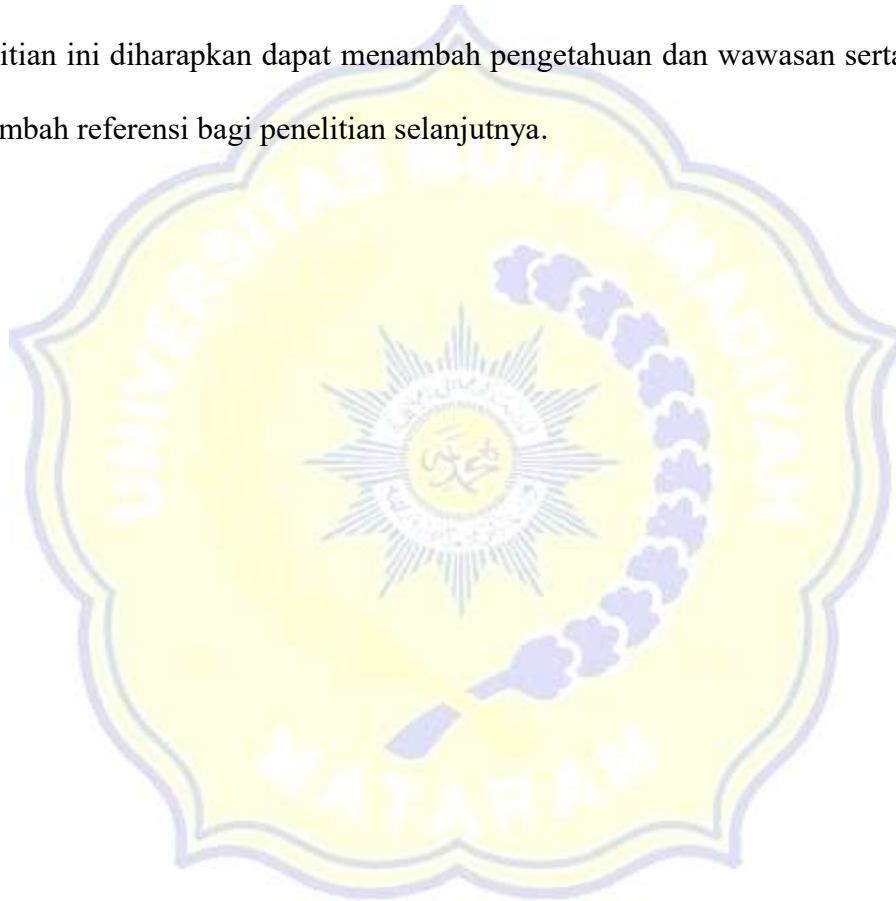 itian ini diharapkan dapat menambah pengetahuan dan wawasan serta
mbah referensi bagi penelitian selanjutnya.
UNIVERSITAS MUHAMMADIYAH
MATARAM